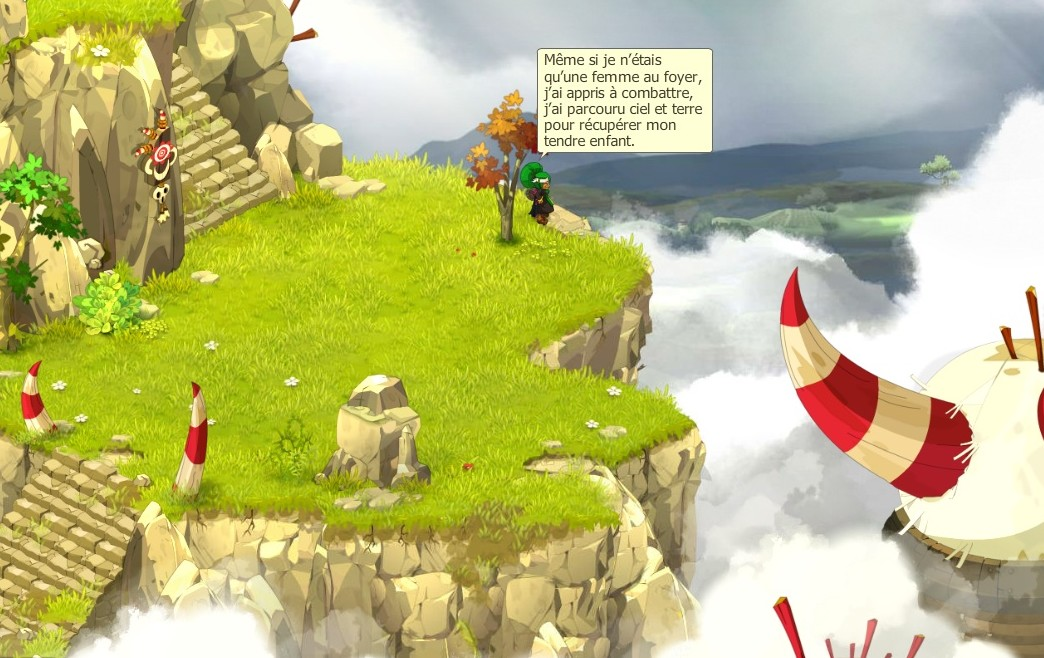 Même si je n’étais
qu’une femme au foyer,
j’ai appris à combattre,
j’ai parcouru ciel et terre
pour récupérer mon
tendre enfant.